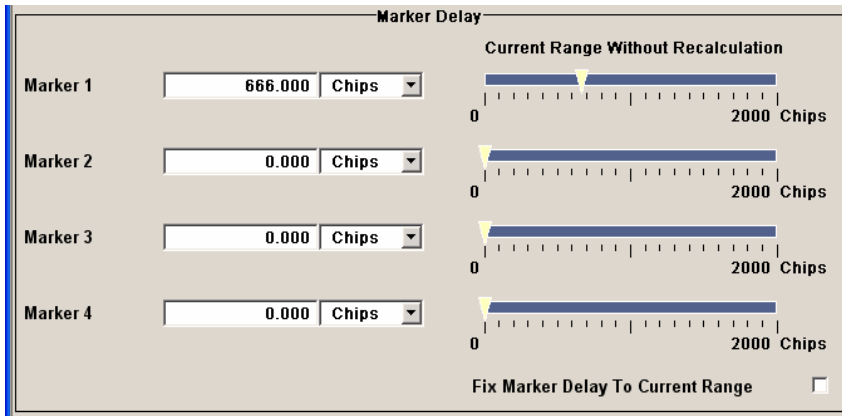 Marker Delay
Current Range Without Recalculation
Marker 1 666.000 Chips
0 2000 Chips
Marker 2 0.000 Chips
0 2000 Chips
Marker 3 0.000 Chips
0 2000 Chips
Marker 4 0.000 Chips
0 2000 Chips
Fix Marker Delay To Current Range